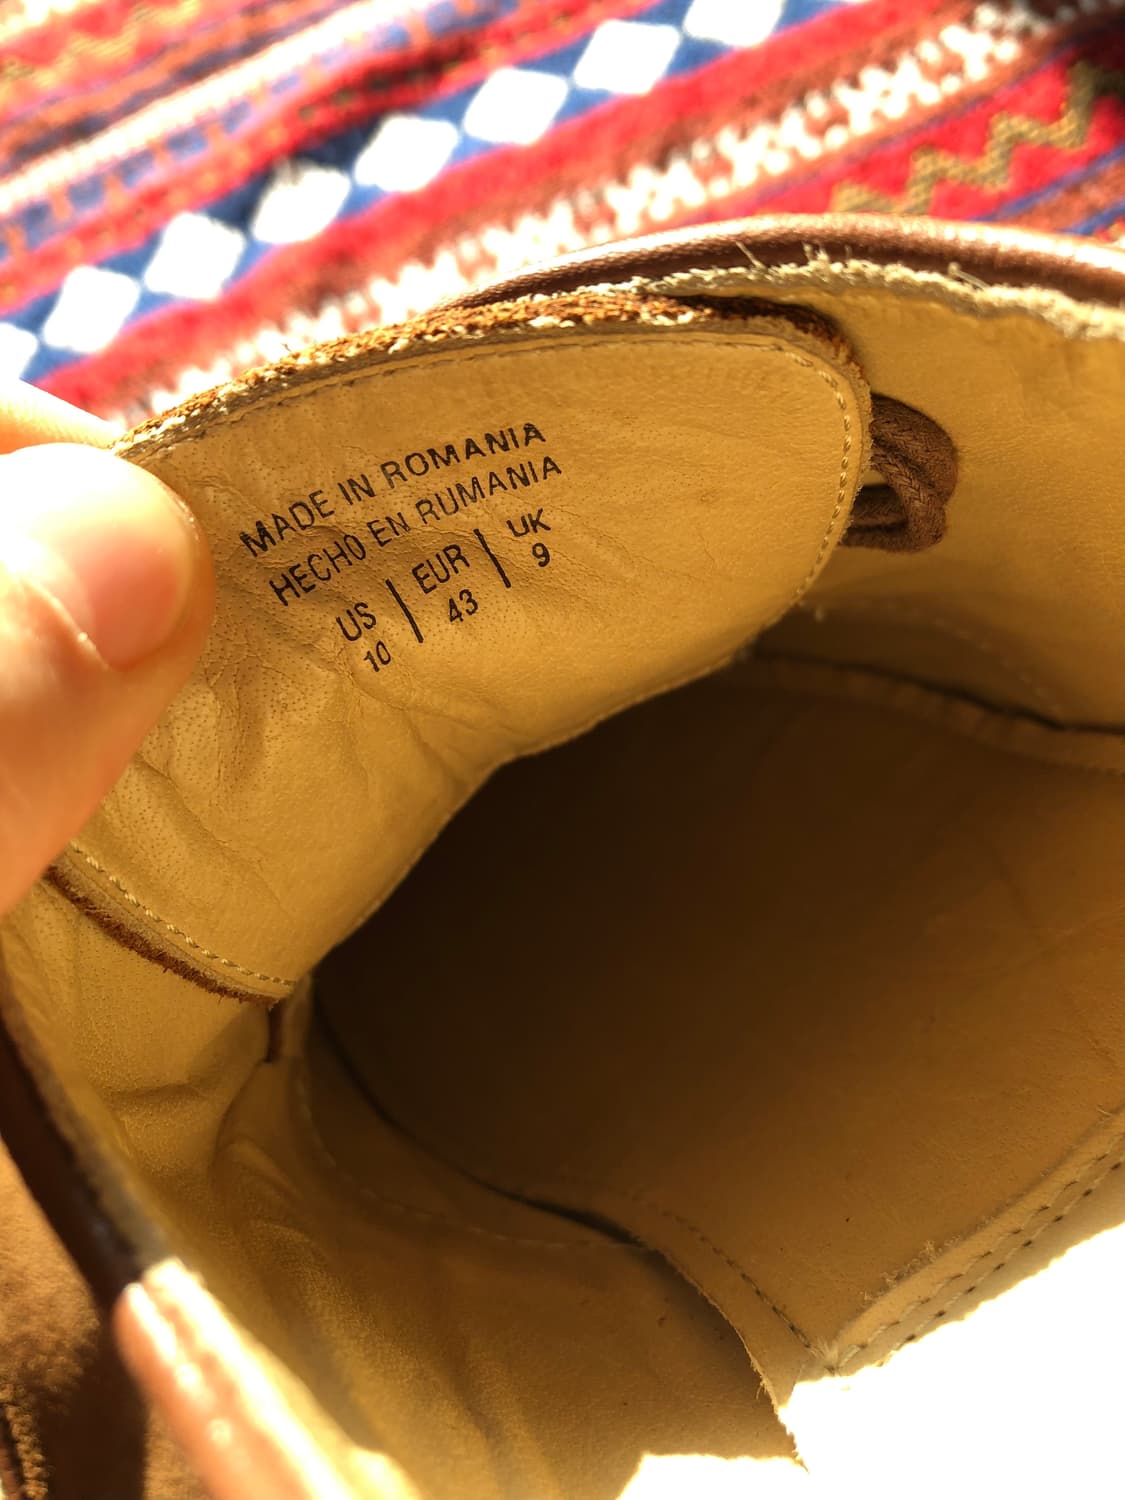 MADE IN ROMANIA
HECHO EN RUMANIA
US | EUR | UK
10 | 43 | 9